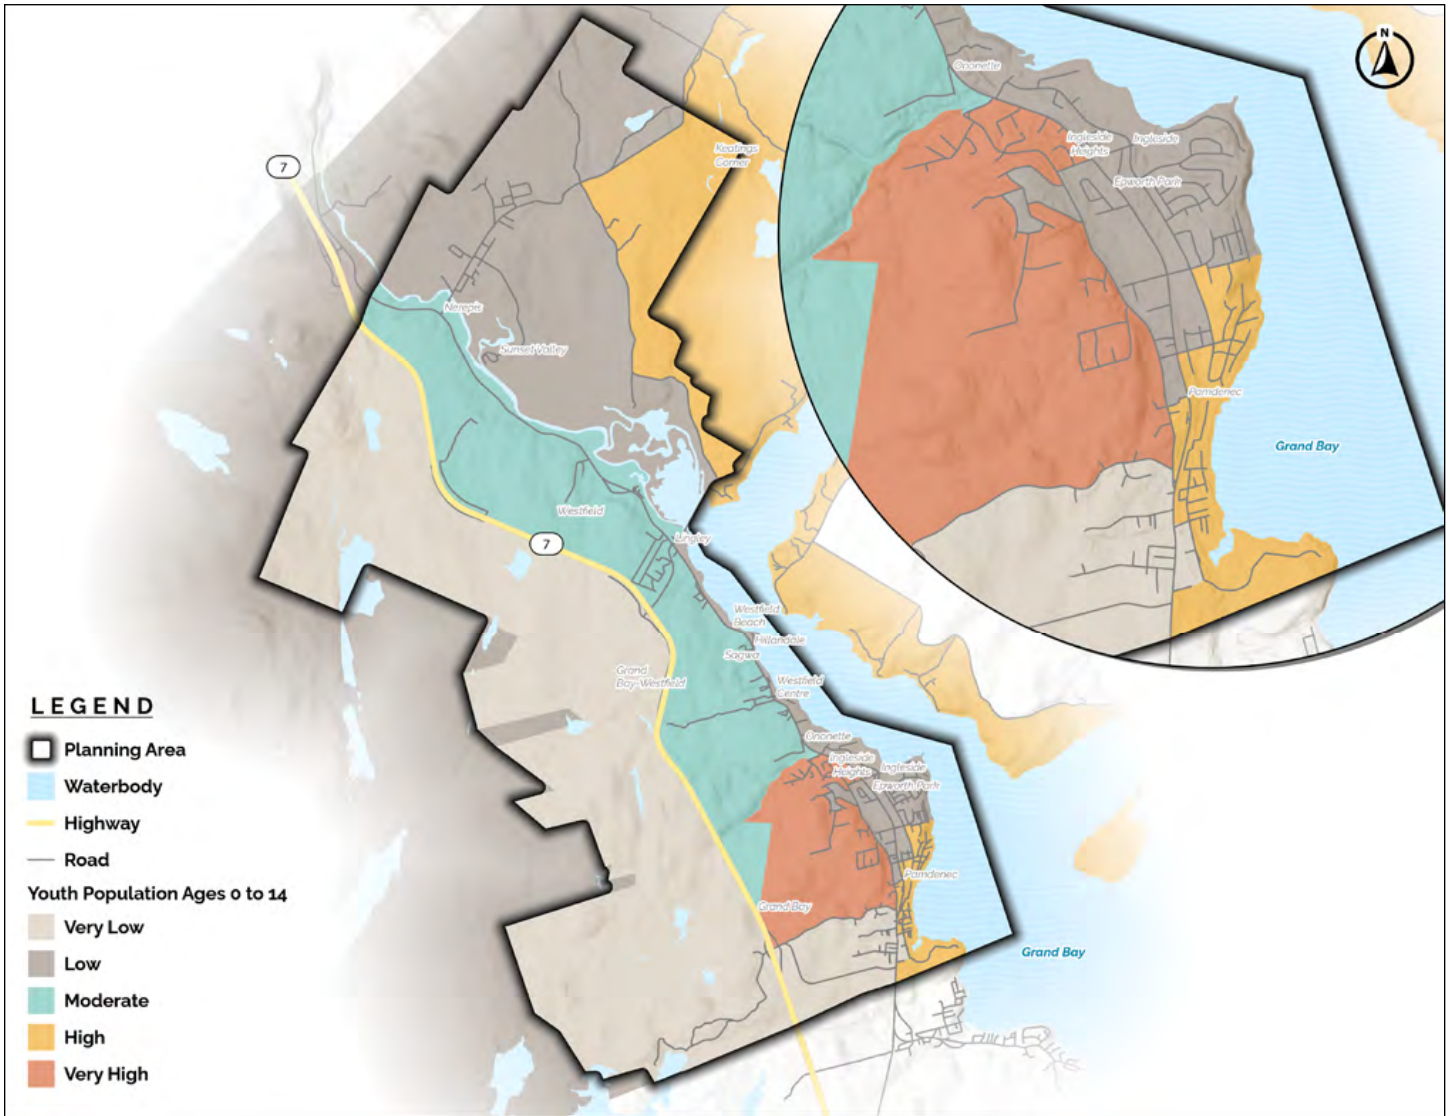 N
Ononette
Ingleside
Heights
Ingleside
Epworth Park
Pamdenec
Grand Bay
Keatings
Corner
7
Nerepis
Sunset Valley
Westfield
7
Lingley
Westfield
Beach
Hillandale
Sagwa
Grand
Bay-Westfield
Westfield
Centre
Ononette
Ingleside
Heights
Ingleside
Epworth Park
Pamdenec
Grand Bay
Grand Bay
LEGEND
Planning Area
Waterbody
Highway
Road
Youth Population Ages 0 to 14
Very Low
Low
Moderate
High
Very High